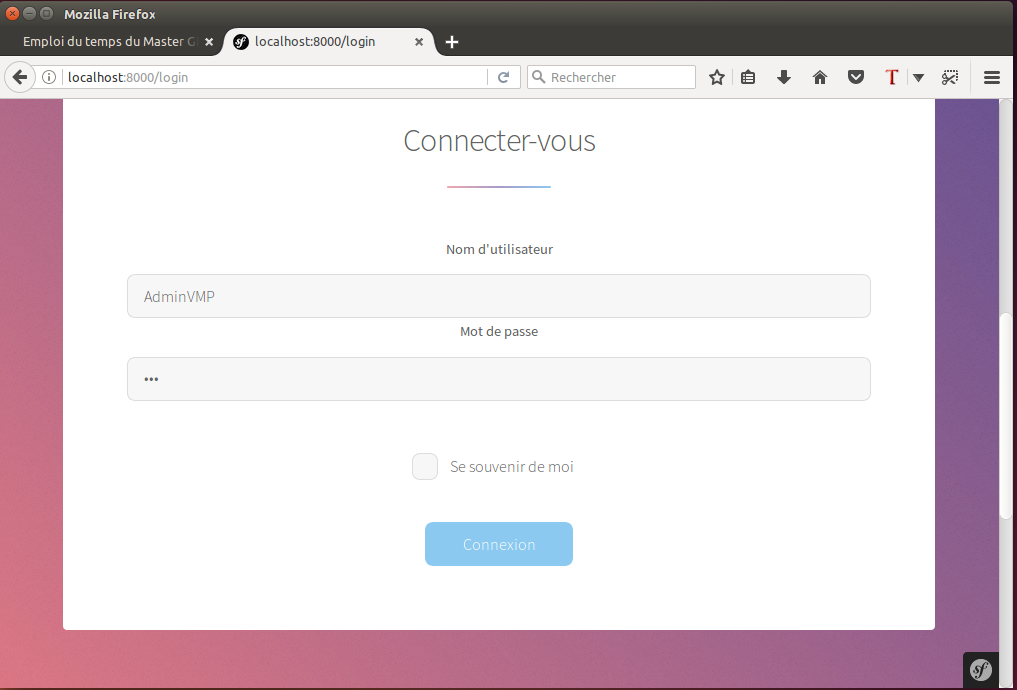 Mozilla Firefox
Emploi du temps du Master G
localhost:8000/login
localhost:8000/login
Rechercher
T
Connecter-vous
Nom d'utilisateur
AdminVMP
Mot de passe
•••
Se souvenir de moi
Connexion
sf